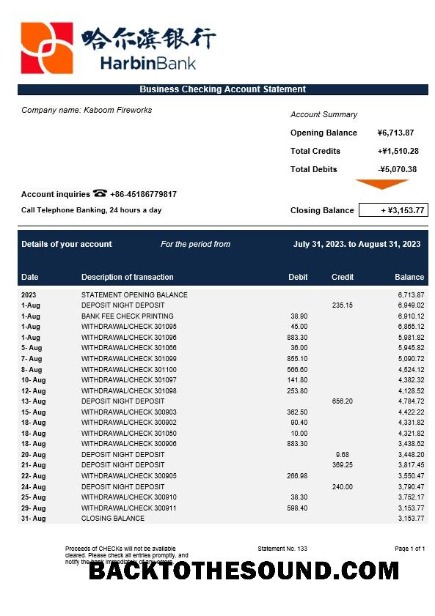 哈尔滨银行
HarbinBank
Business Checking Account Statement
Company name: Kaboom Fireworks
Account Summary
Opening Balance ¥6,713.87
Total Credits +¥1,510.28
Total Debits -¥5,070.38
Account inquiries ☎ +86-45186779817
Call Telephone Banking, 24 hours a day
Closing Balance + ¥3,153.77
Details of your account For the period from July 31, 2023. to August 31, 2023
Date Description of transaction Debit Credit Balance
2023 STATEMENT OPENING BALANCE 6,713.87
1-Aug DEPOSIT NIGHT DEPOSIT 235.15 6,949.02
1-Aug BANK FEE CHECK PRINTING 38.90 6,910.12
1-Aug WITHDRAWAL/CHECK 301095 45.00 6,865.12
1-Aug WITHDRAWAL/CHECK 301096 883.30 5,981.82
5- Aug WITHDRAWAL/CHECK 301066 36.00 5,945.82
7- Aug WITHDRAWAL/CHECK 301099 855.10 5,090.72
8- Aug WITHDRAWAL/CHECK 301100 566.60 4,524.12
10- Aug WITHDRAWAL/CHECK 301097 141.80 4,382.32
12- Aug WITHDRAWAL/CHECK 301098 253.80 4,128.52
13- Aug DEPOSIT NIGHT DEPOSIT 656.20 4,784.72
15- Aug WITHDRAWAL/CHECK 300903 362.50 4,422.22
18- Aug WITHDRAWAL/CHECK 300902 90.40 4,331.82
18- Aug WITHDRAWAL/CHECK 301050 10.00 4,321.82
18- Aug WITHDRAWAL/CHECK 300906 883.30 3,438.52
20- Aug DEPOSIT NIGHT DEPOSIT 9.68 3,448.20
21- Aug DEPOSIT NIGHT DEPOSIT 369.25 3,817.45
22- Aug WITHDRAWAL/CHECK 300905 266.98 3,550.47
24- Aug DEPOSIT NIGHT DEPOSIT 240.00 3,790.47
25- Aug WITHDRAWAL/CHECK 300910 38.30 3,752.17
29- Aug WITHDRAWAL/CHECK 300911 598.40 3,153.77
31- Aug CLOSING BALANCE 3,153.77
Proceeds of CHECKs will not be available
cleared. Please check all entries promptly, and
notify the bank immediately of any errors.
Statement No. 133
Page 1 of 1
BACKTOTHESOUND.COM